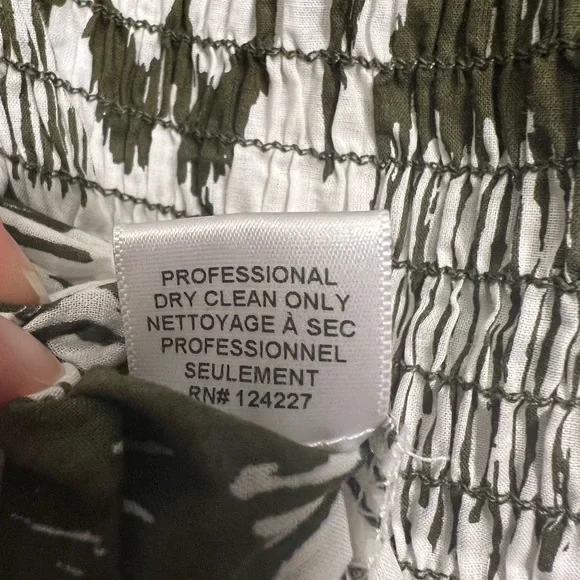 PROFESSIONAL
DRY CLEAN ONLY
NETTOYAGE À SEC
PROFESSIONNEL
SEULEMENT
RN# 124227